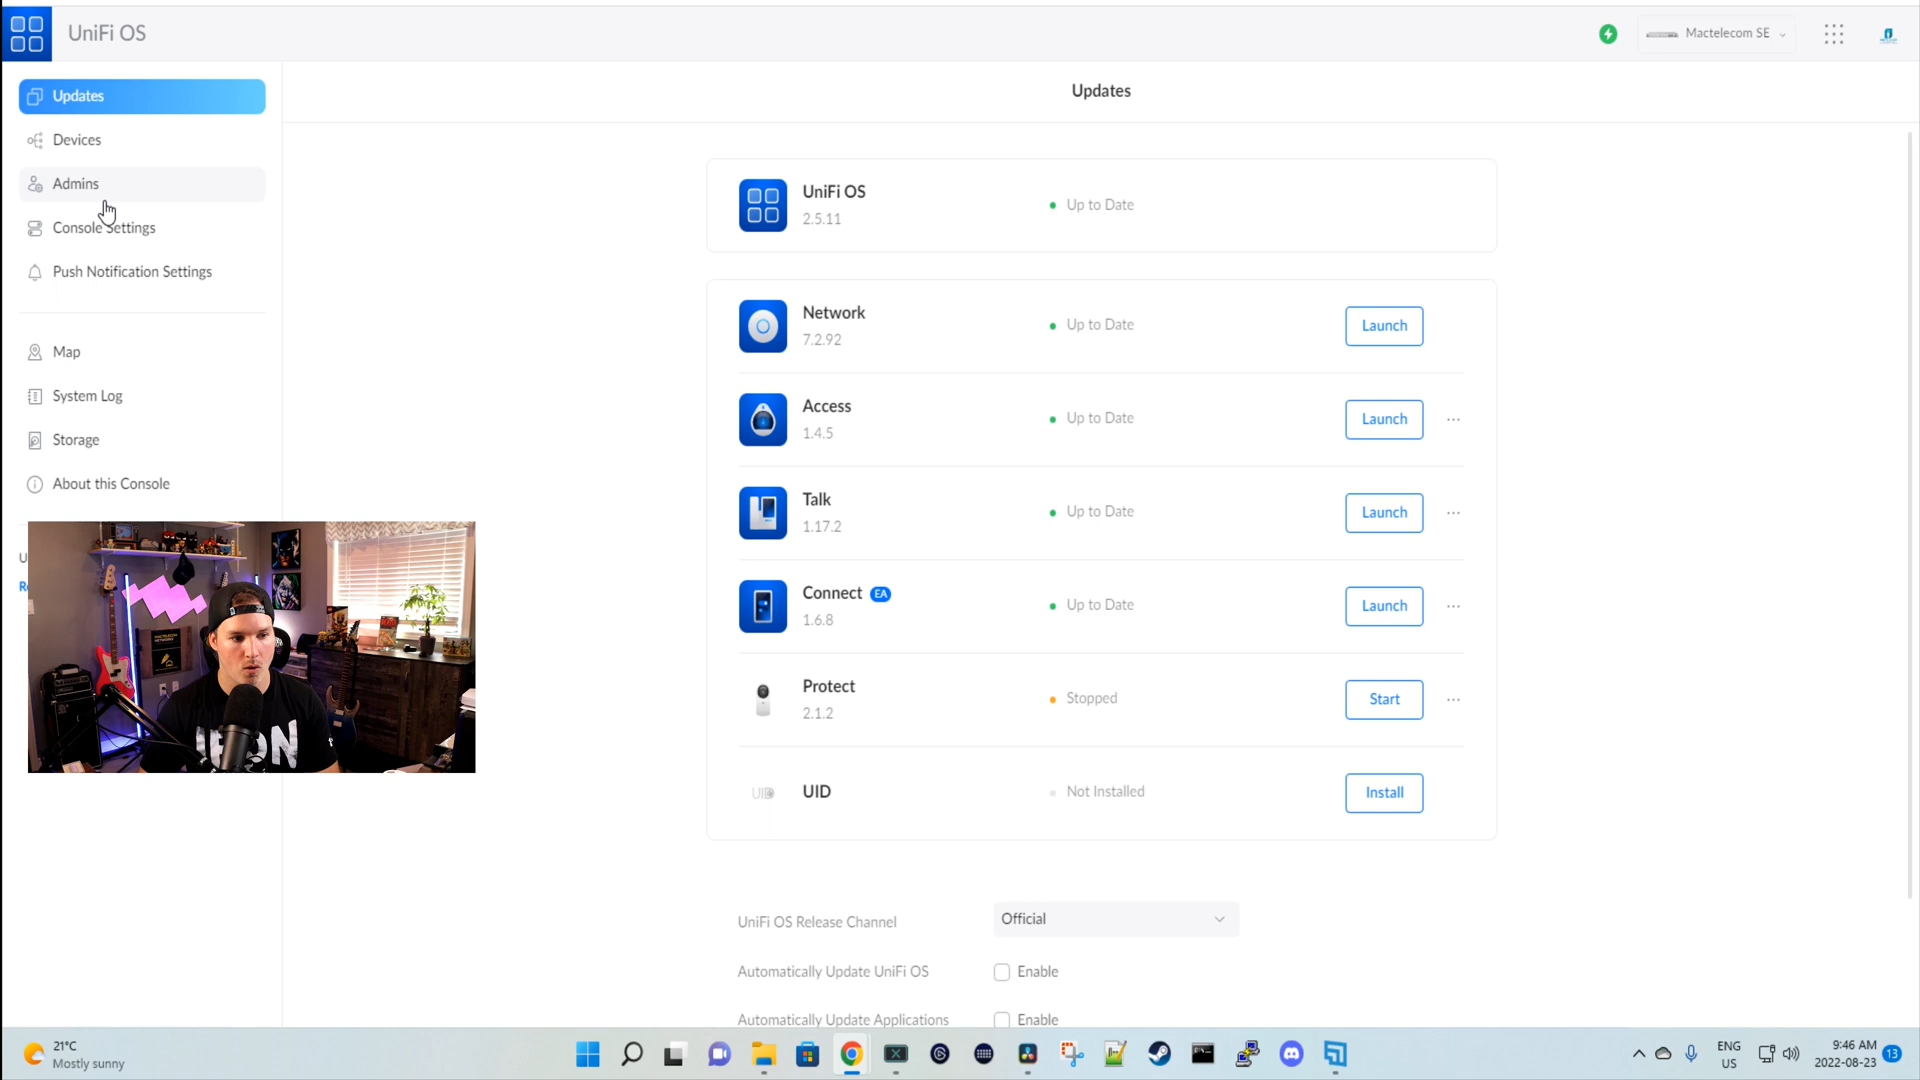 UniFi OS
Mactelecom SE
Updates
Devices
Admins
Console Settings
Push Notification Settings
Map
System Log
Storage
About this Console
Updates
UniFi OS
2.5.11
Up to Date
Network
7.2.92
Up to Date
Launch
Access
1.4.5
Up to Date
Launch
Talk
1.17.2
Up to Date
Launch
Connect EA
1.6.8
Up to Date
Launch
Protect
2.1.2
Stopped
Start
UID
UID
Not Installed
Install
UniFi OS Release Channel
Official
Automatically Update UniFi OS
Enable
Automatically Update Applications
Enable
21°C
Mostly sunny
ENG
US
9:46 AM
2022-08-23
13